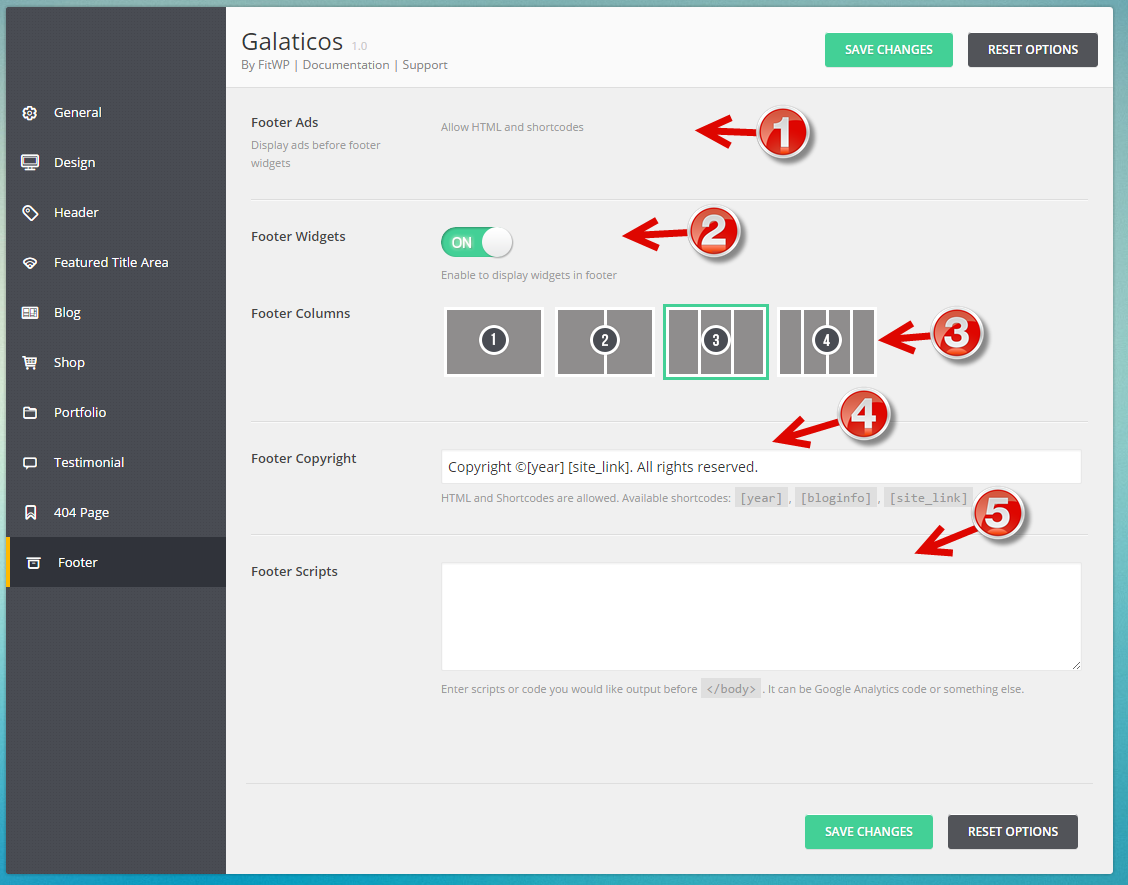 Galaticos 1.0
By FitWP | Documentation | Support
SAVE CHANGES
RESET OPTIONS
General
Design
Header
Featured Title Area
Blog
Shop
Portfolio
Testimonial
404 Page
Footer
Footer Ads
Display ads before footer
widgets
Allow HTML and shortcodes
1
Footer Widgets
ON
2
Enable to display widgets in footer
Footer Columns
1 2 3 4
3
4
Footer Copyright
Copyright ©[year] [site_link]. All rights reserved.
HTML and Shortcodes are allowed. Available shortcodes: [year] , [bloginfo] , [site_link]
5
Footer Scripts
Enter scripts or code you would like output before </body> . It can be Google Analytics code or something else.
SAVE CHANGES
RESET OPTIONS